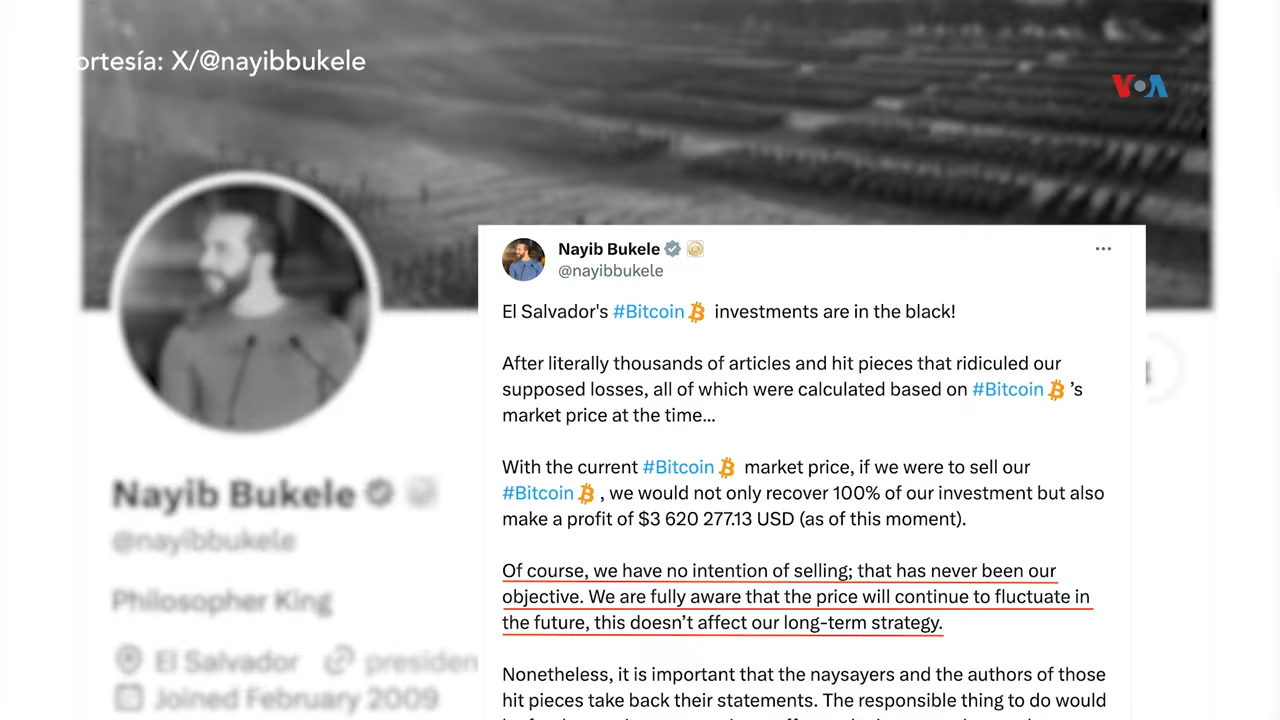 ortesía: X/@nayibbukele
VOA
Nayib Bukele
@nayibbukele
El Salvador's #Bitcoin investments are in the black!
After literally thousands of articles and hit pieces that ridiculed our
supposed losses, all of which were calculated based on #Bitcoin ’s
market price at the time...
With the current #Bitcoin market price, if we were to sell our
#Bitcoin , we would not only recover 100% of our investment but also
make a profit of $3 620 277.13 USD (as of this moment).
Of course, we have no intention of selling; that has never been our
objective. We are fully aware that the price will continue to fluctuate in
the future, this doesn’t affect our long-term strategy.
Nonetheless, it is important that the naysayers and the authors of those
hit pieces take back their statements. The responsible thing to do would
Nayib Bukele
@nayibbukele
Philosopher King
El Salvador presiden
Joined February 2009